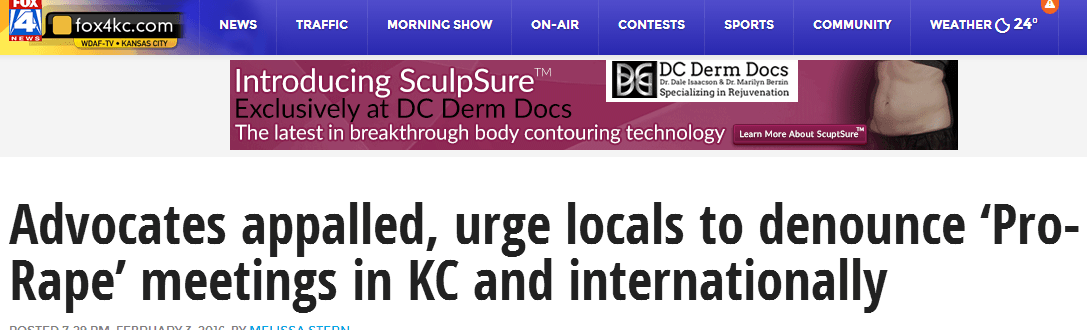 FOX
4
NEWS
fox4kc.com
WDAF-TV • KANSAS CITY
NEWS TRAFFIC MORNING SHOW ON-AIR CONTESTS SPORTS COMMUNITY WEATHER 24°
Introducing SculpSure™
Exclusively at DC Derm Docs
The latest in breakthrough body contouring technology
DC Derm Docs
Dr. Dale Isaacson & Dr. Marilyn Berzin
Specializing in Rejuvenation
Learn More About ScuptSure™
Advocates appalled, urge locals to denounce ‘Pro-
Rape’ meetings in KC and internationally
POSTED 7:29 PM, FEBRUARY 3, 2016, BY MELISSA STERN